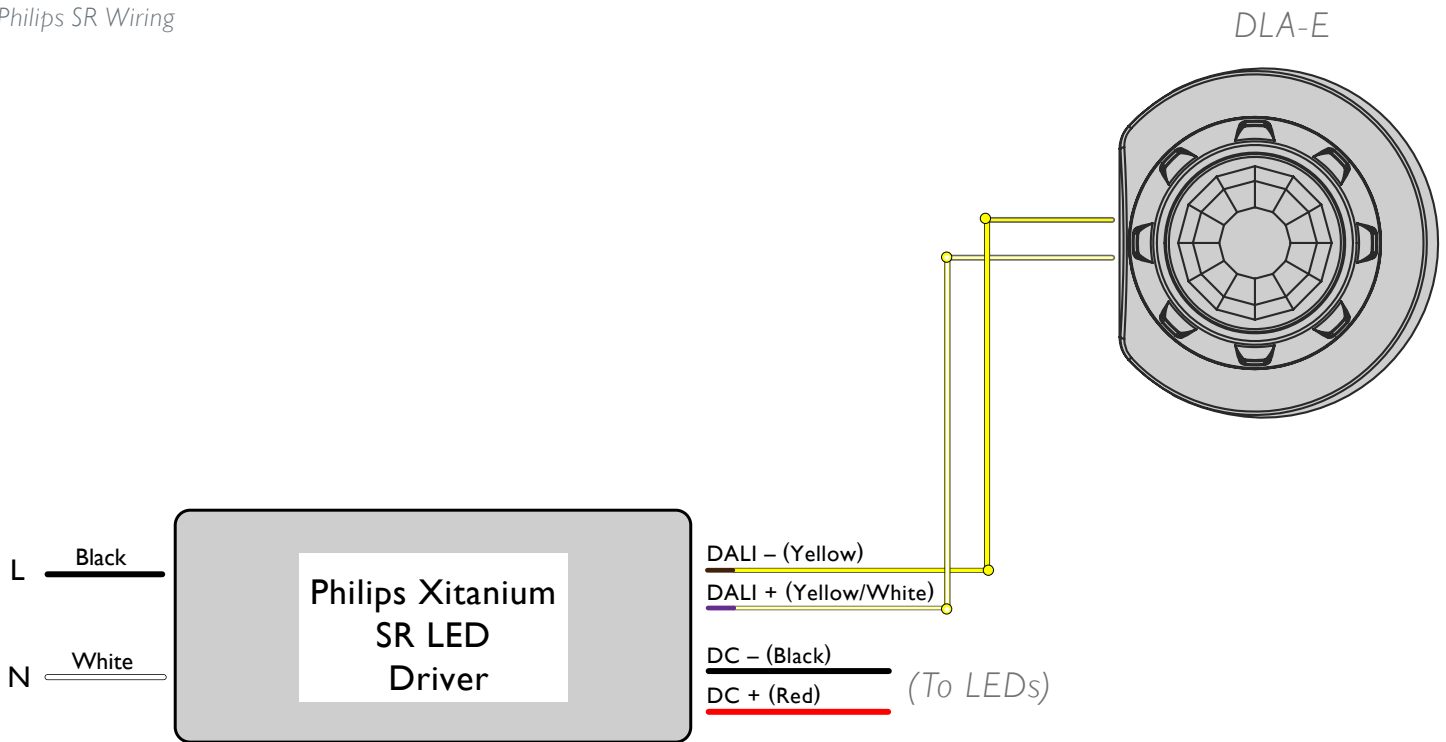 Philips SR Wiring
DLA-E
L
Black
N
White
Philips Xitanium
SR LED
Driver
DALI – (Yellow)
DALI + (Yellow/White)
DC – (Black)
DC + (Red)
(To LEDs)